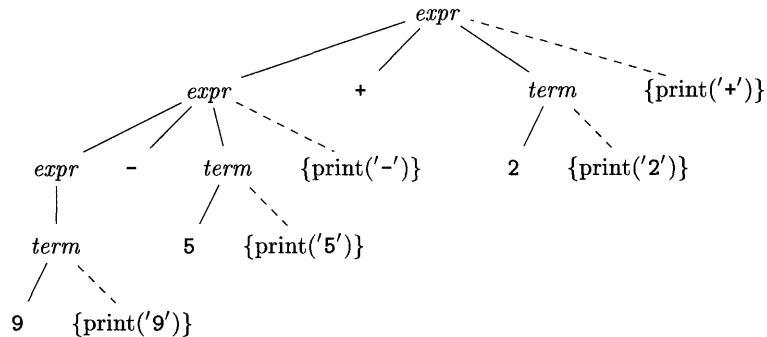 expr
expr + term {print('+')}
expr - term {print('-')} 2 {print('2')}
term 5 {print('5')}
9 {print('9')}